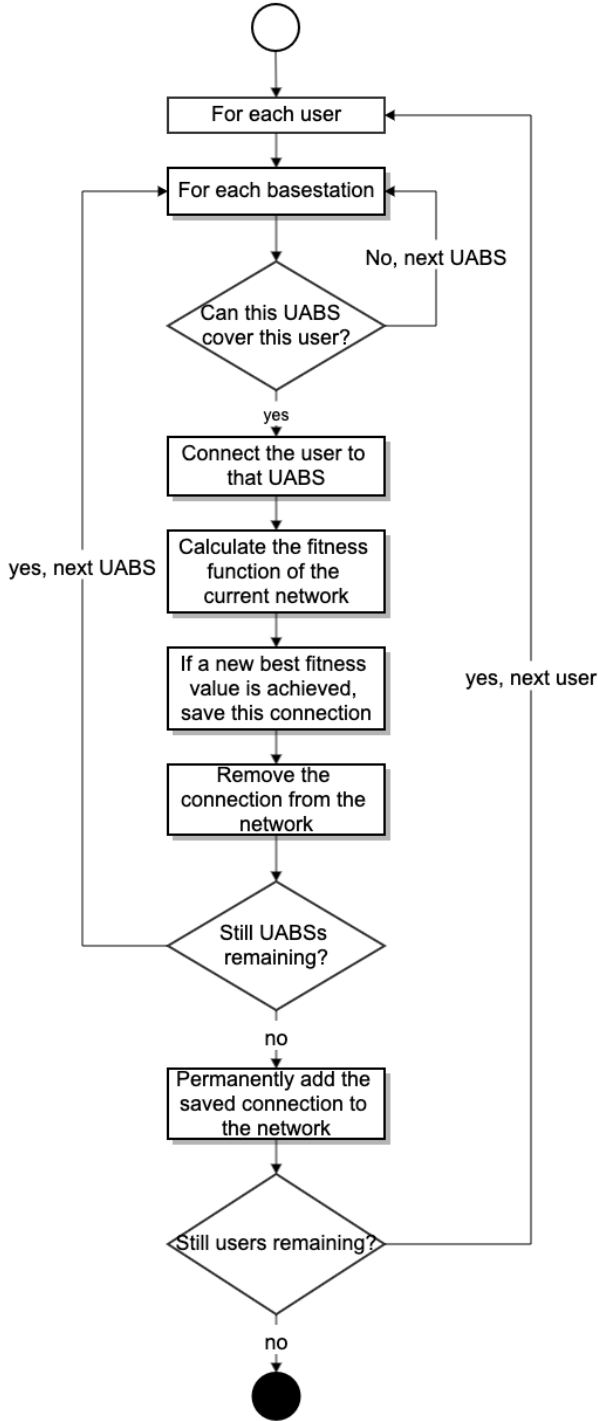 For each user
For each basestation
No, next UABS
Can this UABS
cover this user?
yes
Connect the user to
that UABS
Calculate the fitness
function of the
current network
yes, next UABS
If a new best fitness
value is achieved,
save this connection
yes, next user
Remove the
connection from the
network
Still UABSs
remaining?
no
Permanently add the
saved connection to
the network
Still users remaining?
no